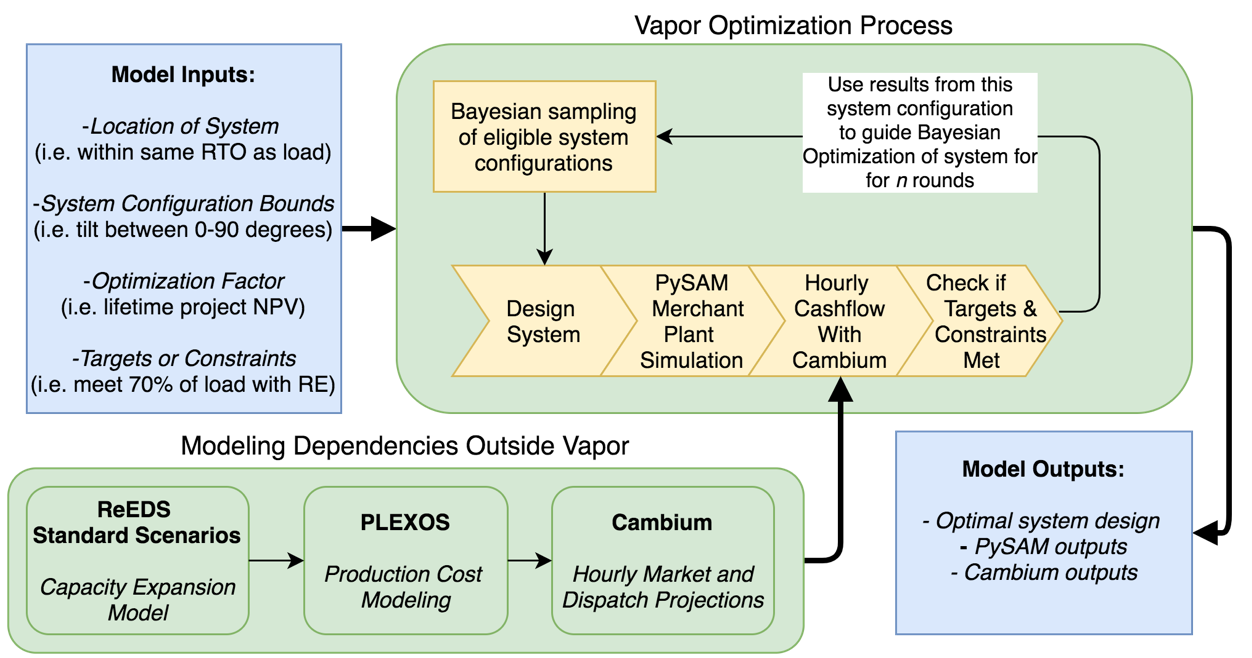 Vapor Optimization Process
Model Inputs:
-Location of System
(i.e. within same RTO as load)
-System Configuration Bounds
(i.e. tilt between 0-90 degrees)
-Optimization Factor
(i.e. lifetime project NPV)
-Targets or Constraints
(i.e. meet 70% of load with RE)
Bayesian sampling
of eligible system
configurations
Use results from this
system configuration
to guide Bayesian
Optimization of system for
for n rounds
Design
System
PySAM
Merchant
Plant
Simulation
Hourly
Cashflow
With
Cambium
Check if
Targets &
Constraints
Met
Modeling Dependencies Outside Vapor
ReEDS
Standard Scenarios
Capacity Expansion
Model
PLEXOS
Production Cost
Modeling
Cambium
Hourly Market and
Dispatch Projections
Model Outputs:
- Optimal system design
- PySAM outputs
- Cambium outputs